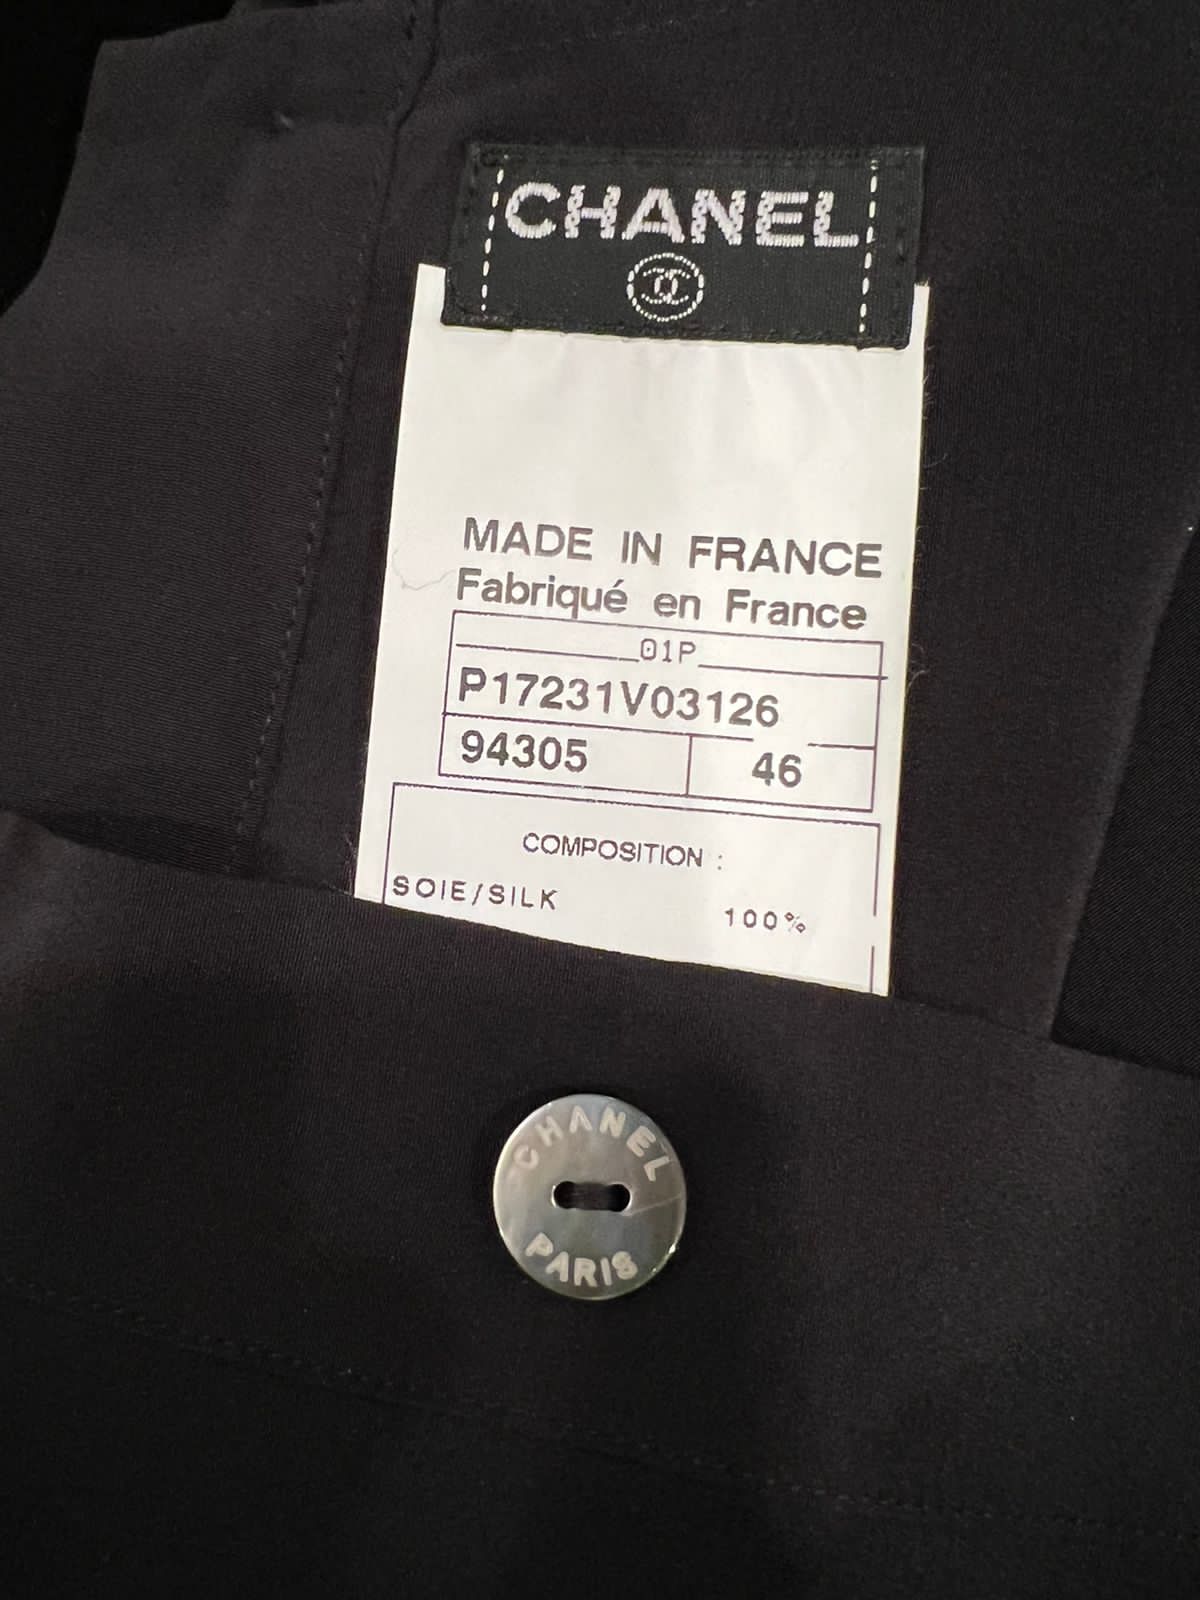 CHANEL
MADE IN FRANCE
Fabriqué en France
01P
P17231V03126
94305 46
COMPOSITION :
SOIE/SILK 100%
CHANEL
PARIS